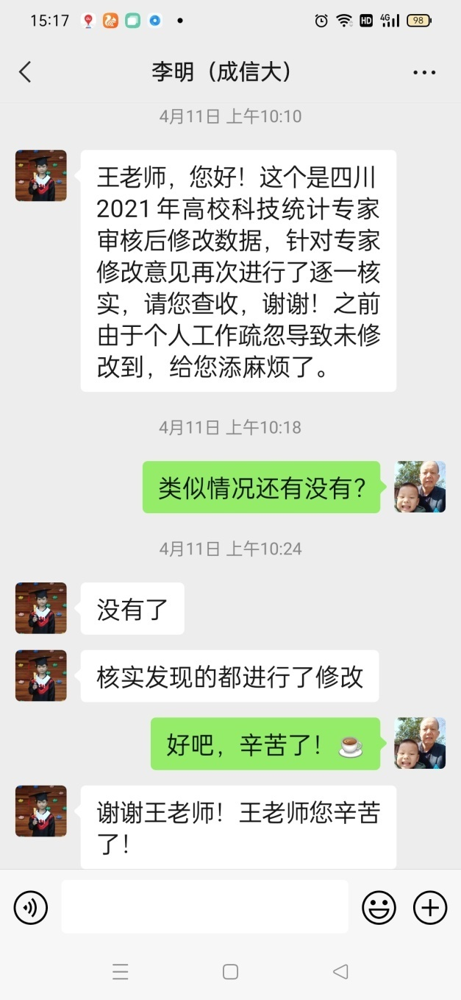 15:17
HD
4G
98
李明（成信大）
4月11日 上午10:10
王老师，您好！这个是四川
2021年高校科技统计专家
审核后修改数据，针对专家
修改意见再次进行了逐一核
实，请您查收，谢谢！之前
由于个人工作疏忽导致未修
改到，给您添麻烦了。
4月11日 上午10:18
类似情况还有没有？
4月11日 上午10:24
没有了
核实发现的都进行了修改
好吧，辛苦了！
谢谢王老师！王老师您辛苦
了！